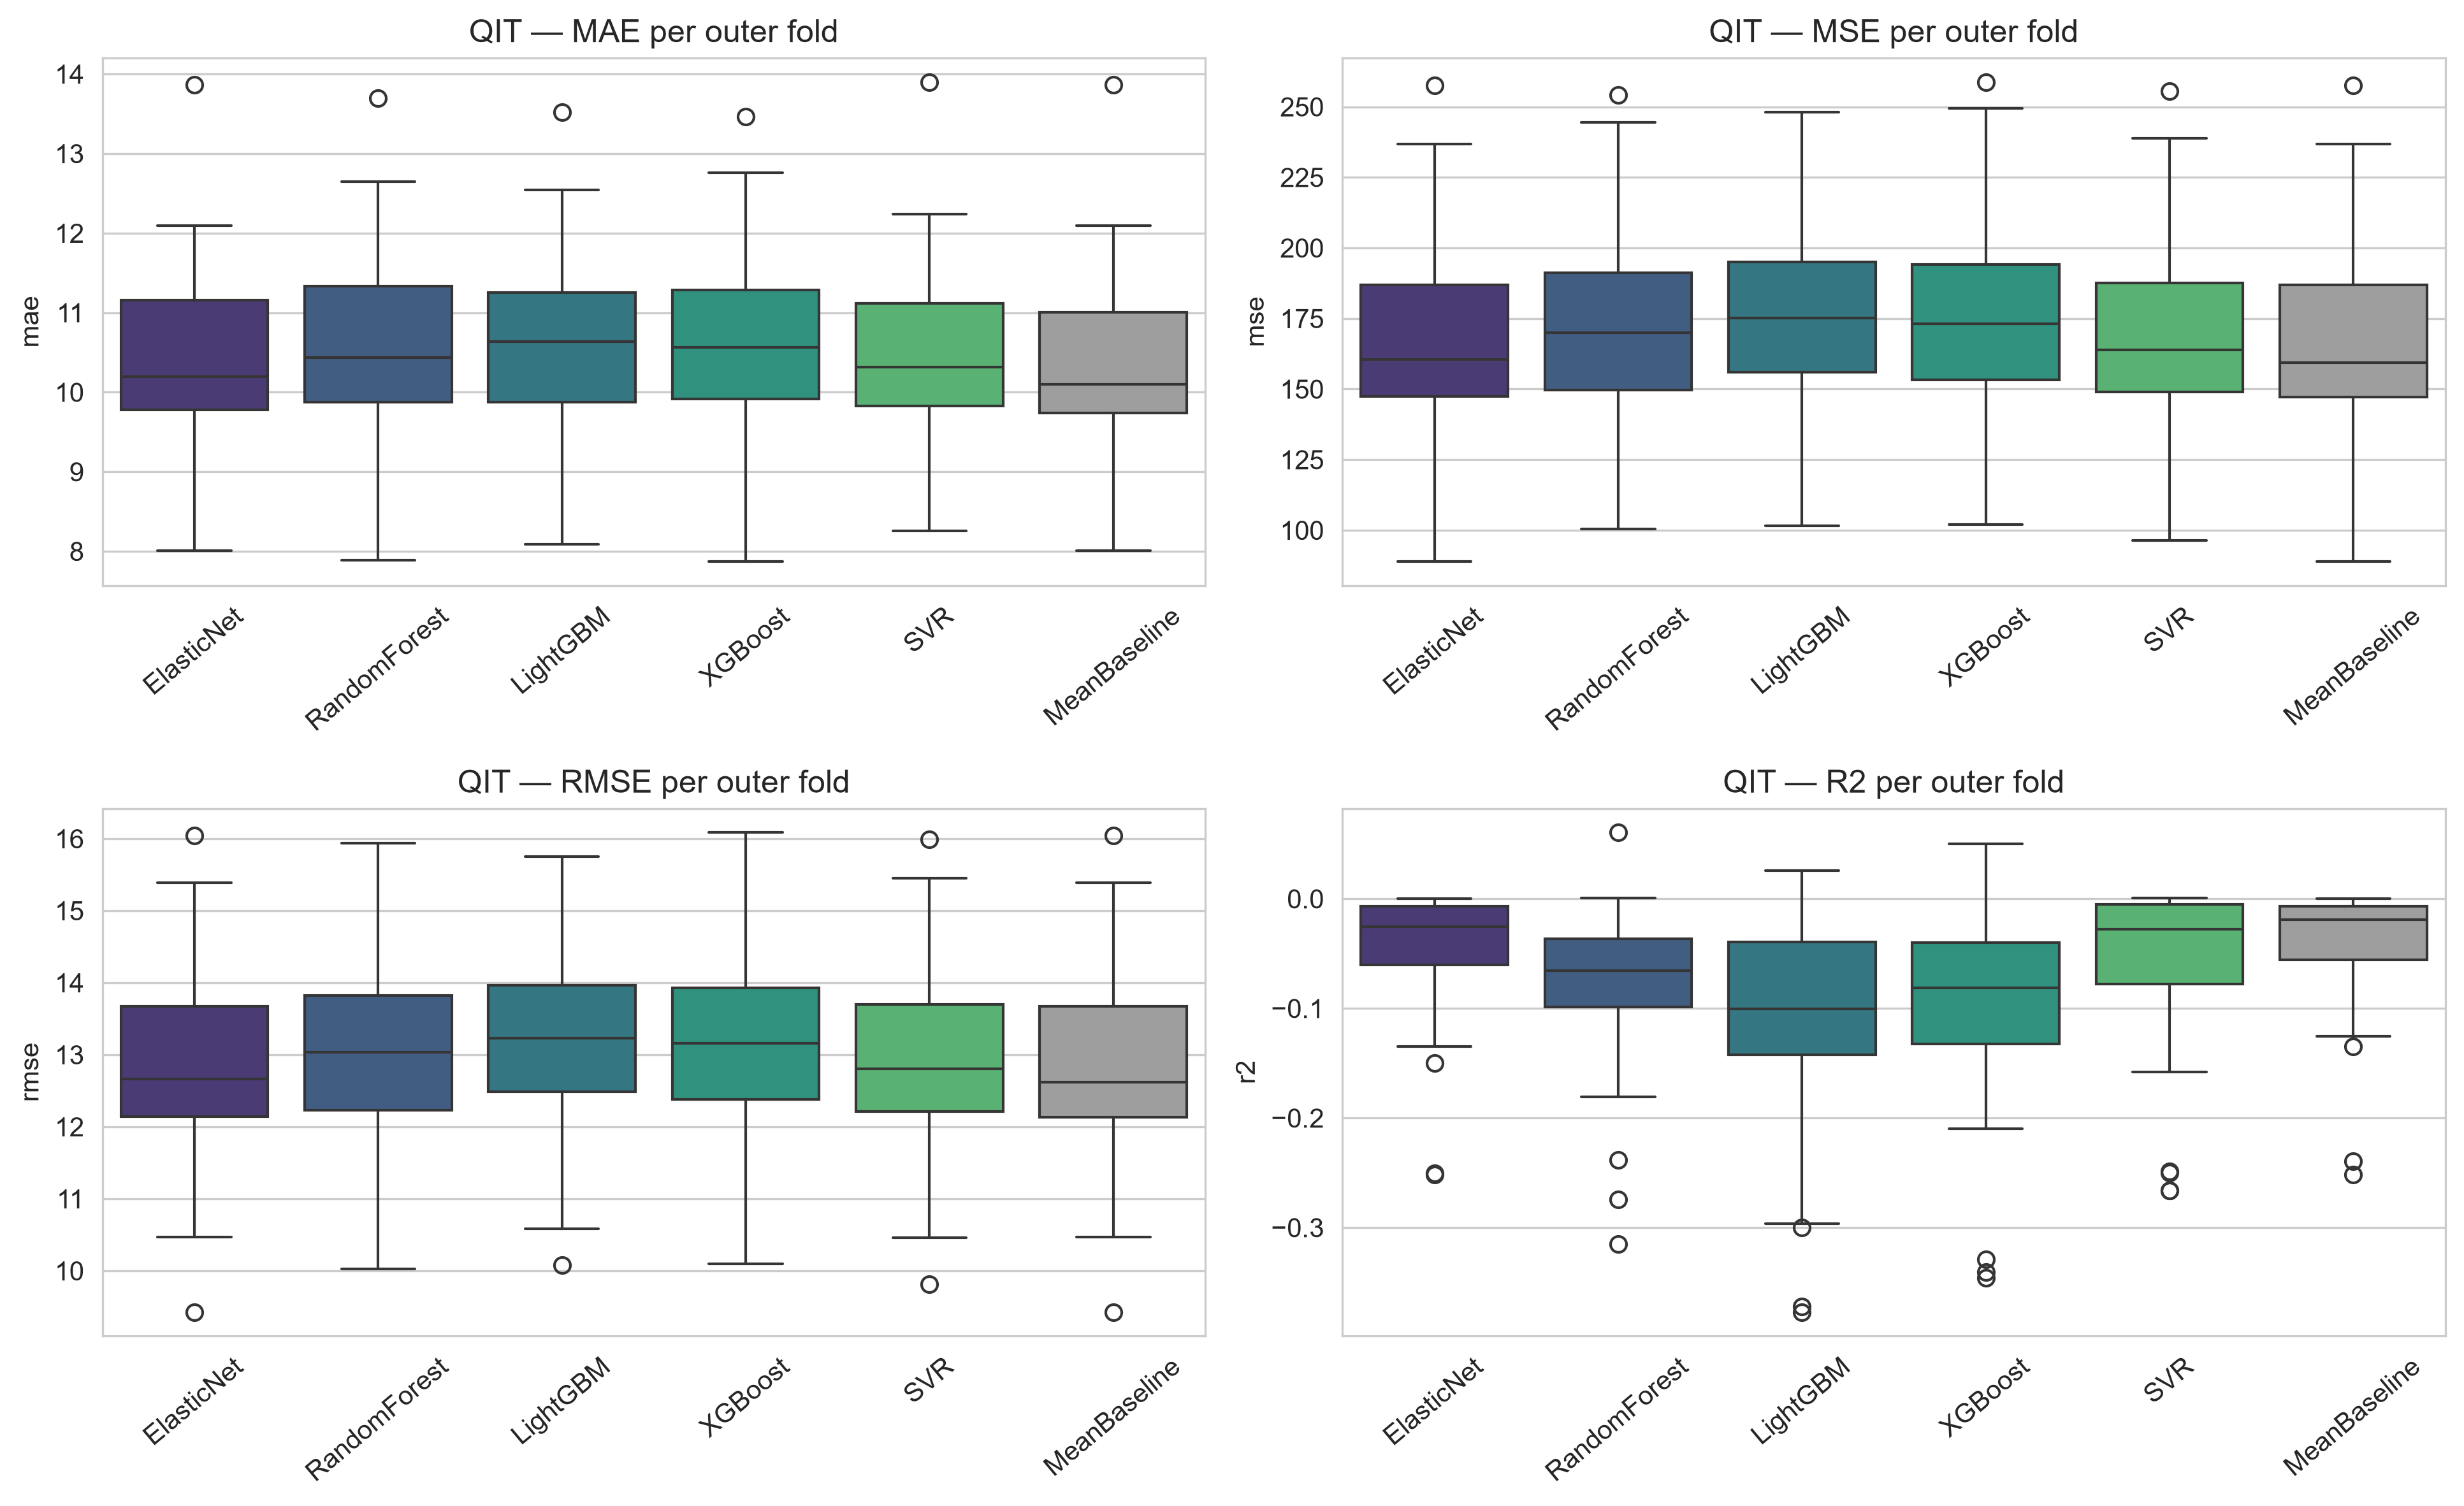 QIT — MAE per outer fold
mae
14
13
12
11
10
9
8
ElasticNet
RandomForest
LightGBM
XGBoost
SVR
MeanBaseline
QIT — MSE per outer fold
mse
250
225
200
175
150
125
100
ElasticNet
RandomForest
LightGBM
XGBoost
SVR
MeanBaseline
QIT — RMSE per outer fold
rmse
16
15
14
13
12
11
10
ElasticNet
RandomForest
LightGBM
XGBoost
SVR
MeanBaseline
QIT — R2 per outer fold
r2
0.0
−0.1
−0.2
−0.3
ElasticNet
RandomForest
LightGBM
XGBoost
SVR
MeanBaseline